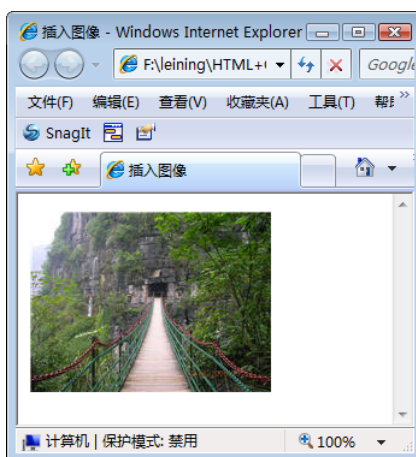 插入图像 - Windows Internet Explorer
F:\leining\HTML+
Google
文件(F) 编辑(E) 查看(V) 收藏夹(A) 工具(T) »
SnagIt
插入图像
计算机 | 保护模式: 禁用 100%